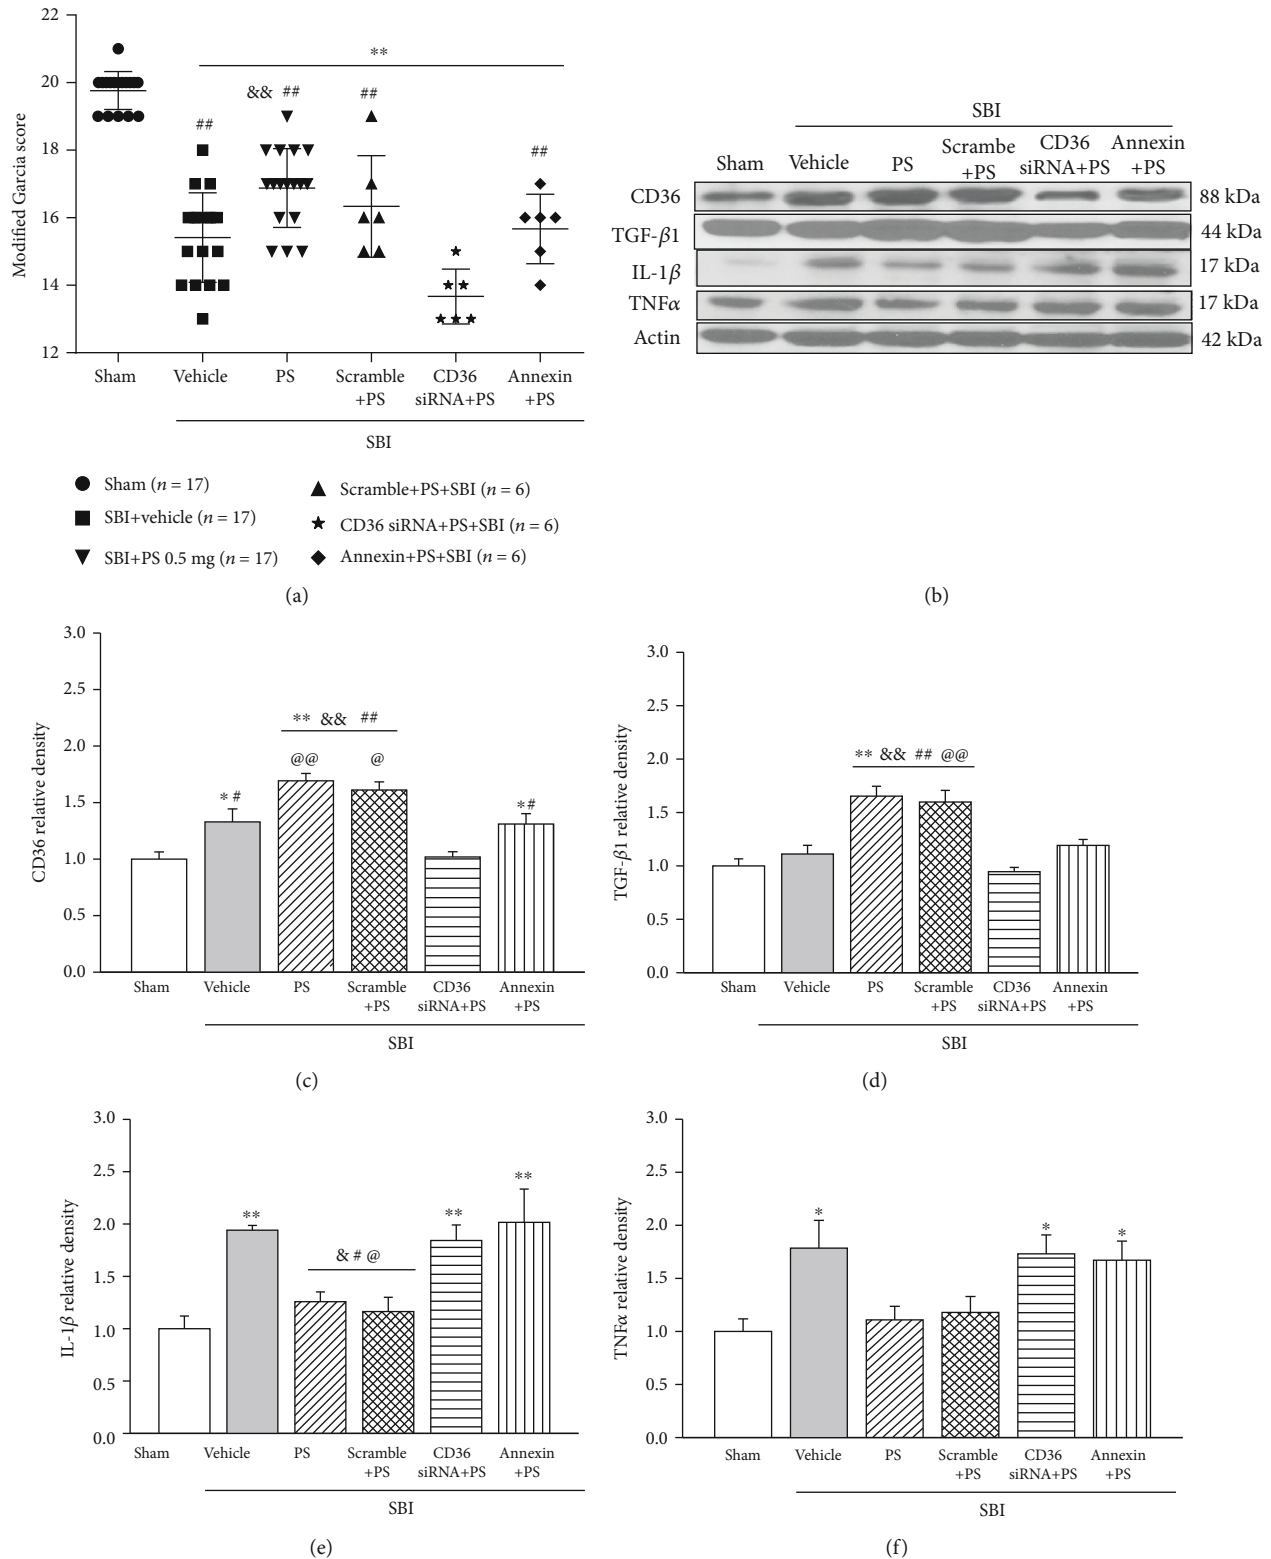 22
20
18
16
14
12
Modified Garcia score
**
##
&& ##
##
##
Sham
Vehicle
PS
Scramble
+PS
CD36
siRNA+PS
Annexin
+PS
SBI
Sham (n = 17)
SBI+vehicle (n = 17)
SBI+PS 0.5 mg (n = 17)
Scramble+PS+SBI (n = 6)
CD36 siRNA+PS+SBI (n = 6)
Annexin+PS+SBI (n = 6)
(a)
SBI
Sham
Vehicle
PS
Scrambe
+PS
CD36
siRNA+PS
Annexin
+PS
CD36 88 kDa
TGF-β1 44 kDa
IL-1β 17 kDa
TNFα 17 kDa
Actin 42 kDa
(b)
3.0
2.5
2.0
1.5
1.0
0.5
0.0
CD36 relative density
* #
** && ##
@@
@
*#
Sham
Vehicle
PS
Scramble
+PS
CD36
siRNA+PS
Annexin
+PS
SBI
(c)
3.0
2.5
2.0
1.5
1.0
0.5
0.0
TGF-β1 relative density
** && ## @@
Sham
Vehicle
PS
Scramble
+PS
CD36
siRNA+PS
Annexin
+PS
SBI
(d)
3.0
2.5
2.0
1.5
1.0
0.5
0.0
IL-1β relative density
**
& # @
**
**
Sham
Vehicle
PS
Scramble
+PS
CD36
siRNA+PS
Annexin
+PS
SBI
(e)
3.0
2.5
2.0
1.5
1.0
0.5
0.0
TNFα relative density
*
*
*
Sham
Vehicle
PS
Scramble
+PS
CD36
siRNA+PS
Annexin
+PS
SBI
(f)